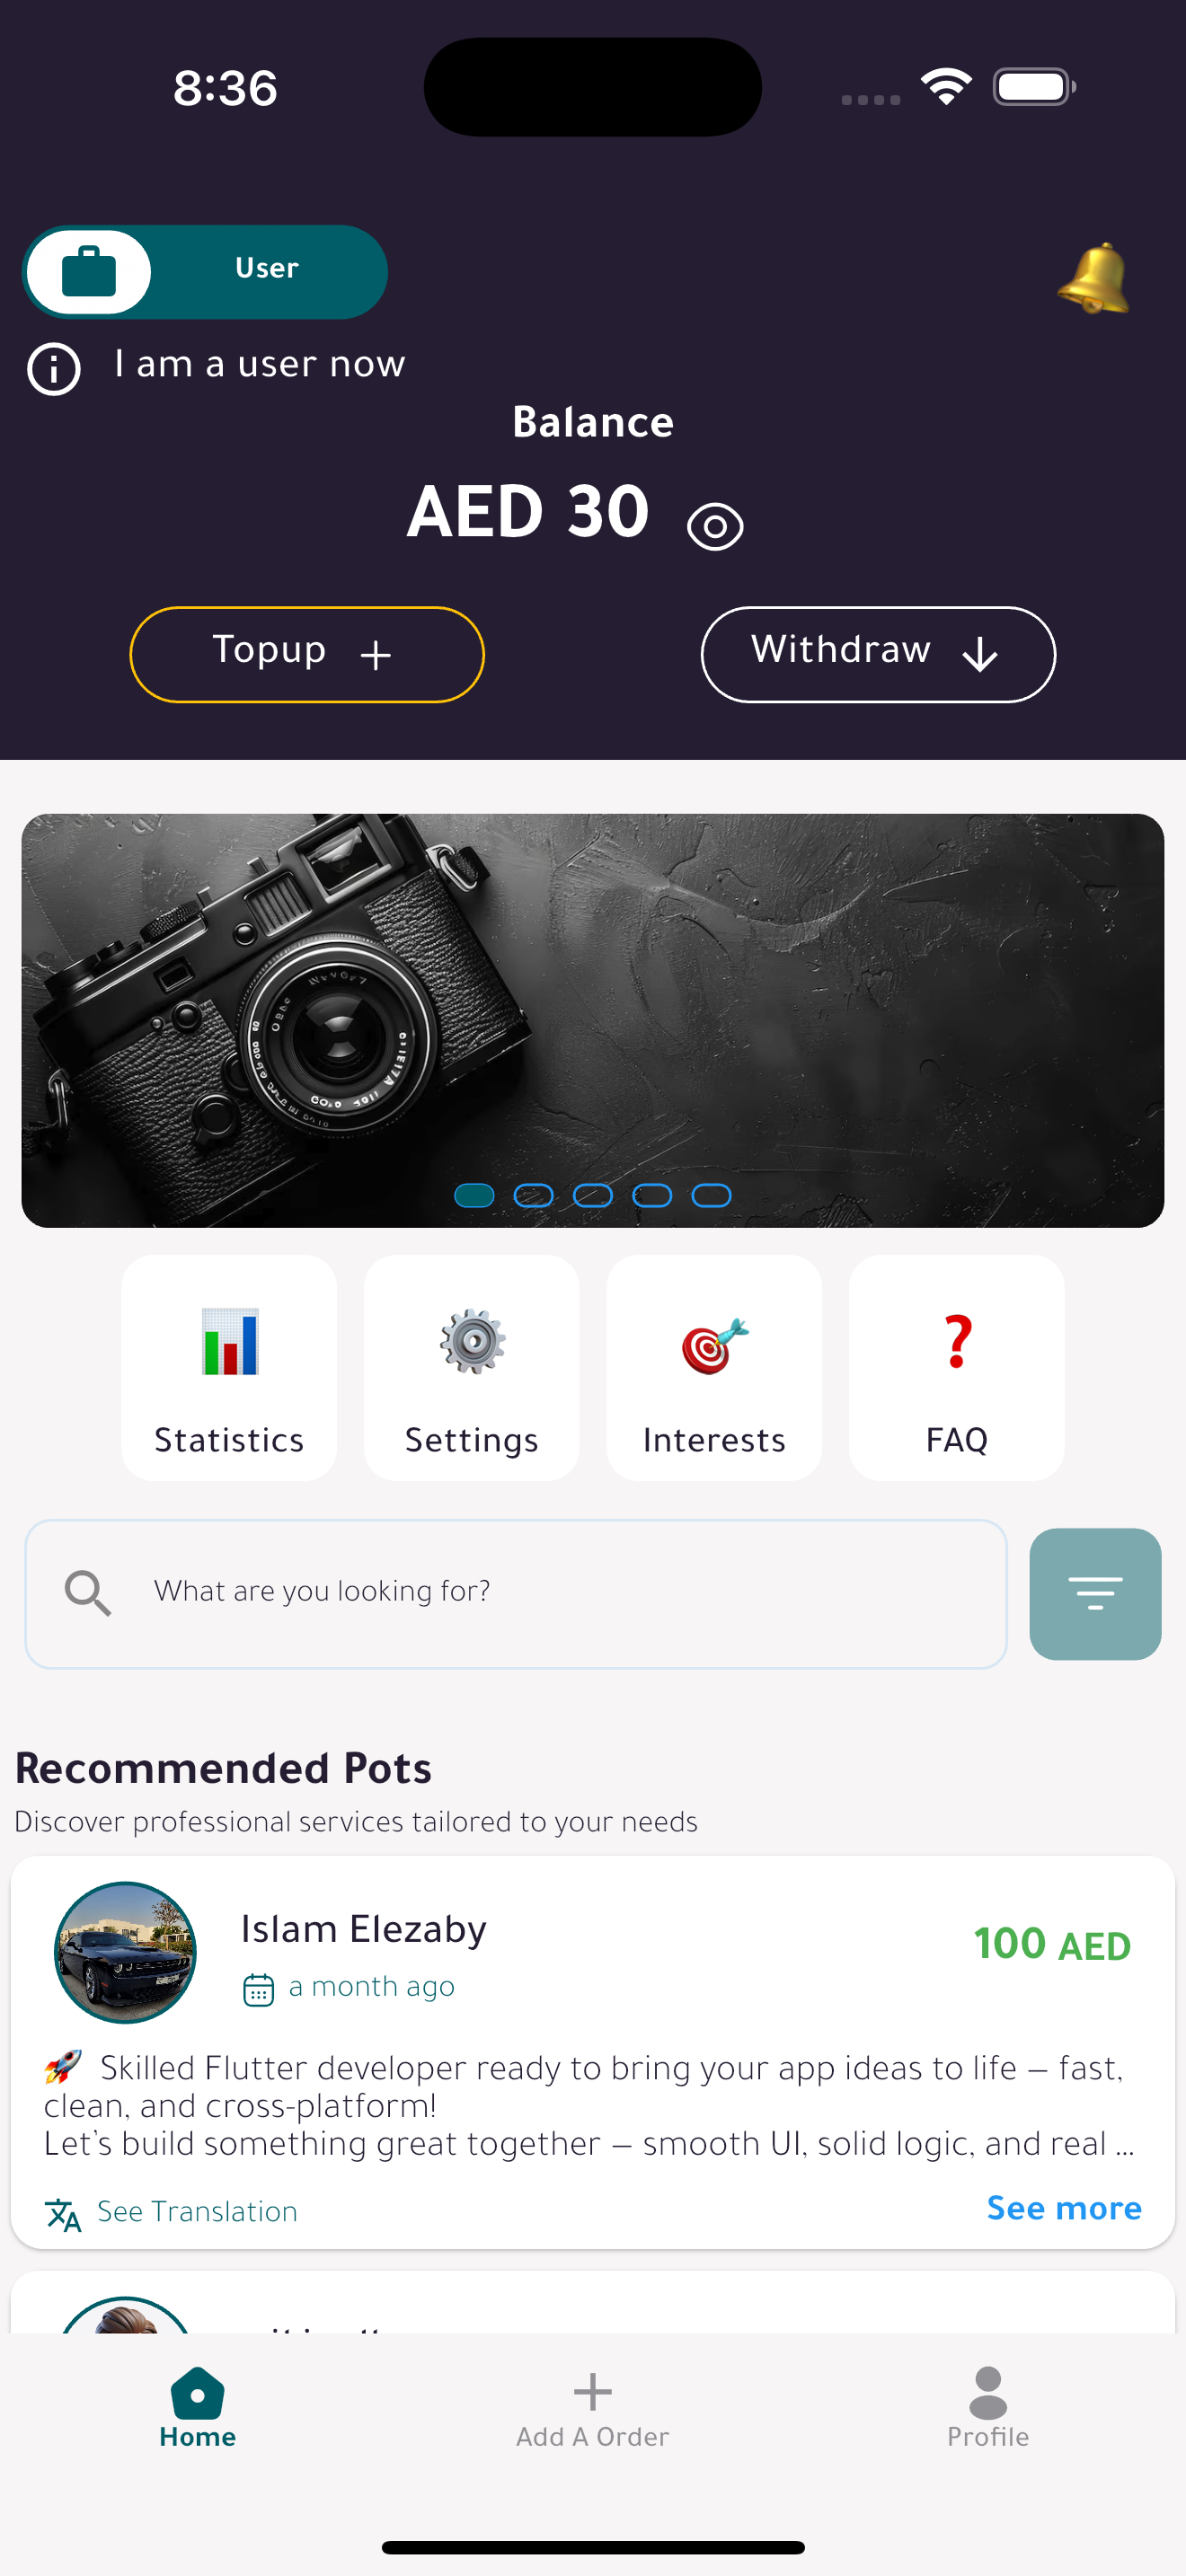 8:36
User
I am a user now
Balance
AED 30
Topup +
Withdraw
Statistics
Settings
Interests
?
FAQ
What are you looking for?
Recommended Pots
Discover professional services tailored to your needs
Islam Elezaby
100 AED
a month ago
🚀 Skilled Flutter developer ready to bring your app ideas to life – fast,
clean, and cross-platform!
Let's build something great together – smooth UI, solid logic, and real ...
See Translation
See more
Home
Add A Order
Profile